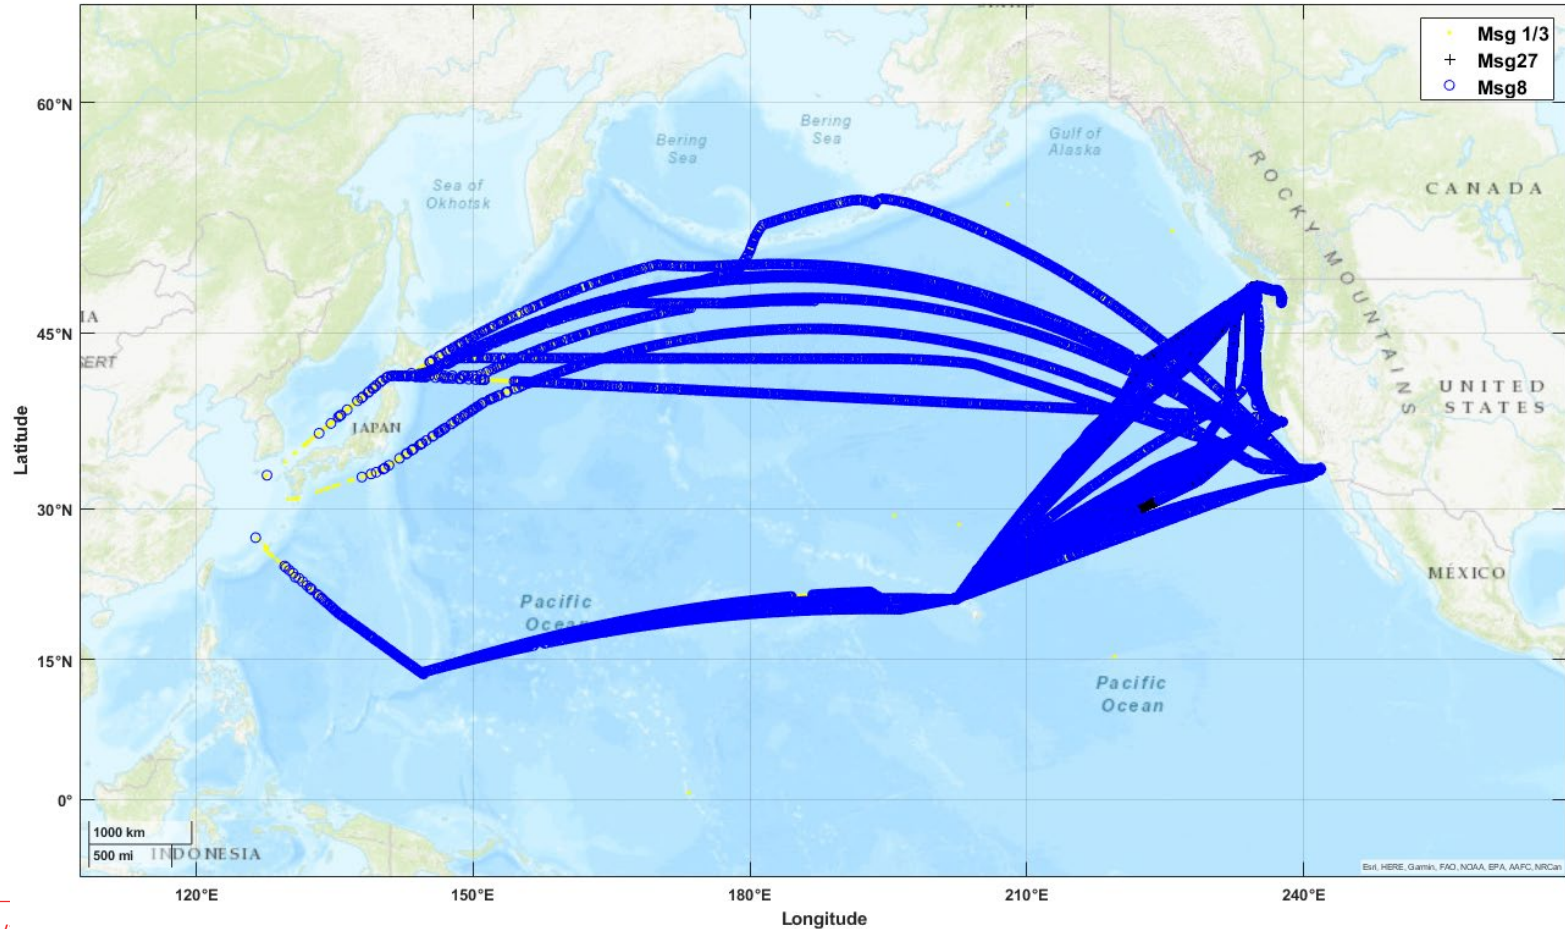 Msg 1/3
Msg27
Msg8
60°N
45°N
30°N
15°N
0°
Latitude
120°E
150°E
180°E
210°E
240°E
Longitude
Bering
Sea
Bering
Sea
Gulf of
Alaska
Sea of
Okhotsk
CANADA
ROCKY MOUNTAINS
IA
SERT
UNITED
STATES
JAPAN
MÉXICO
Pacific
Ocean
Pacific
Ocean
1000 km
500 mi
INDONESIA
Esri, HERE, Garmin, FAO, NOAA, EPA, AAFC, NRCan